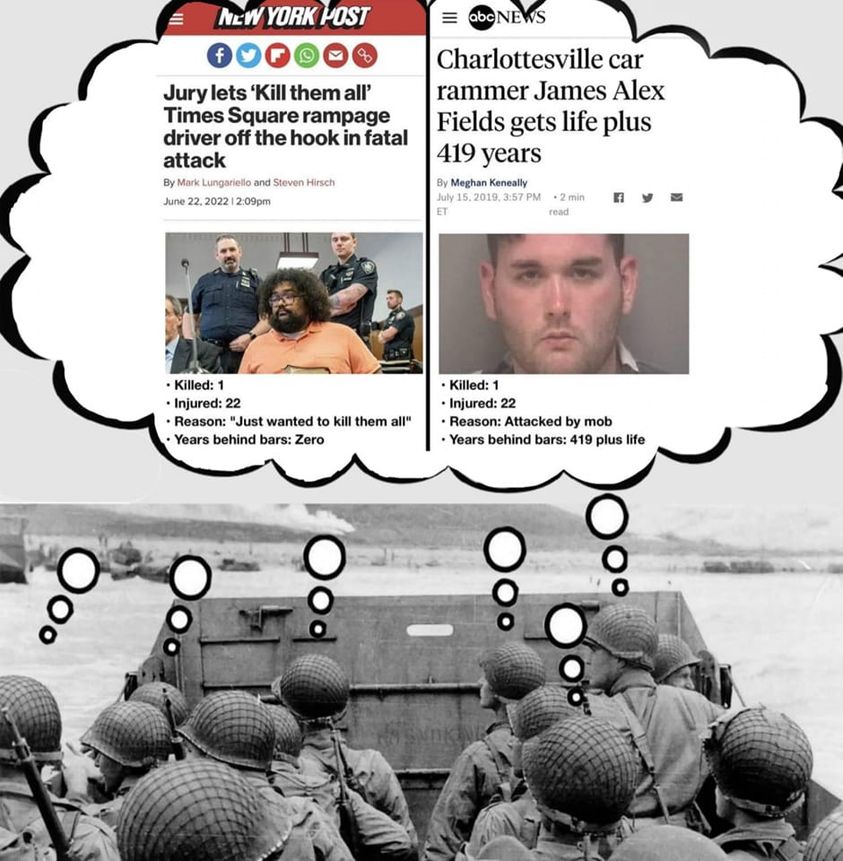 NEW YORK POST
Jury lets 'Kill them all'
Times Square rampage
driver off the hook in fatal
attack
By Mark Lungariello and Steven Hirsch
June 22, 2022 | 2:09pm
• Killed: 1
• Injured: 22
• Reason: "Just wanted to kill them all"
• Years behind bars: Zero
abc NEWS
Charlottesville car
rammer James Alex
Fields gets life plus
419 years
By Meghan Keneally
July 15, 2019, 3:57 PM • 2 min
ET read
• Killed: 1
• Injured: 22
• Reason: Attacked by mob
• Years behind bars: 419 plus life